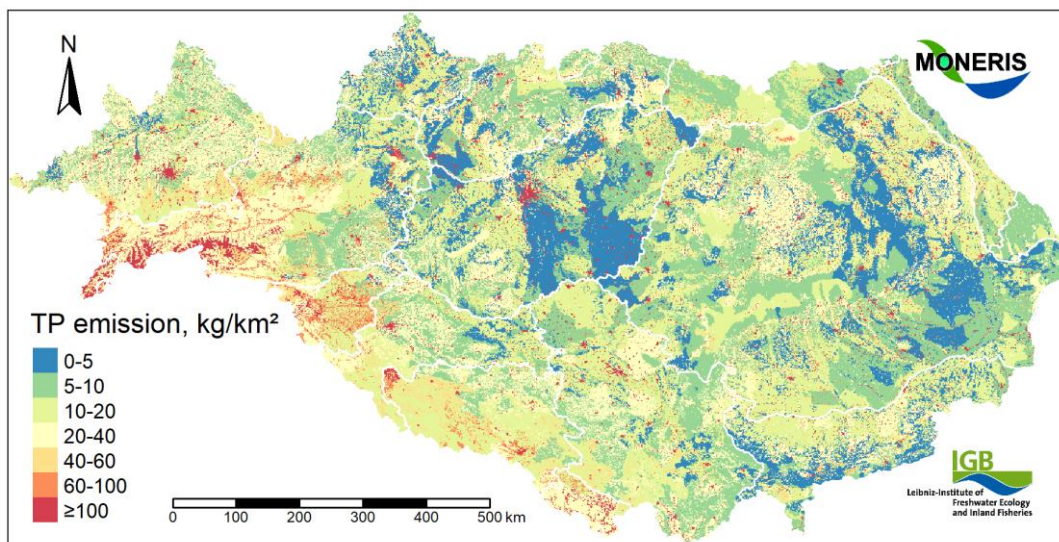 N
MONERIS
TP emission, kg/km²
0-5
5-10
10-20
20-40
40-60
60-100
≥100
0 100 200 300 400 500 km
IGB
Leibniz-Institute of
Freshwater Ecology
and Inland Fisheries